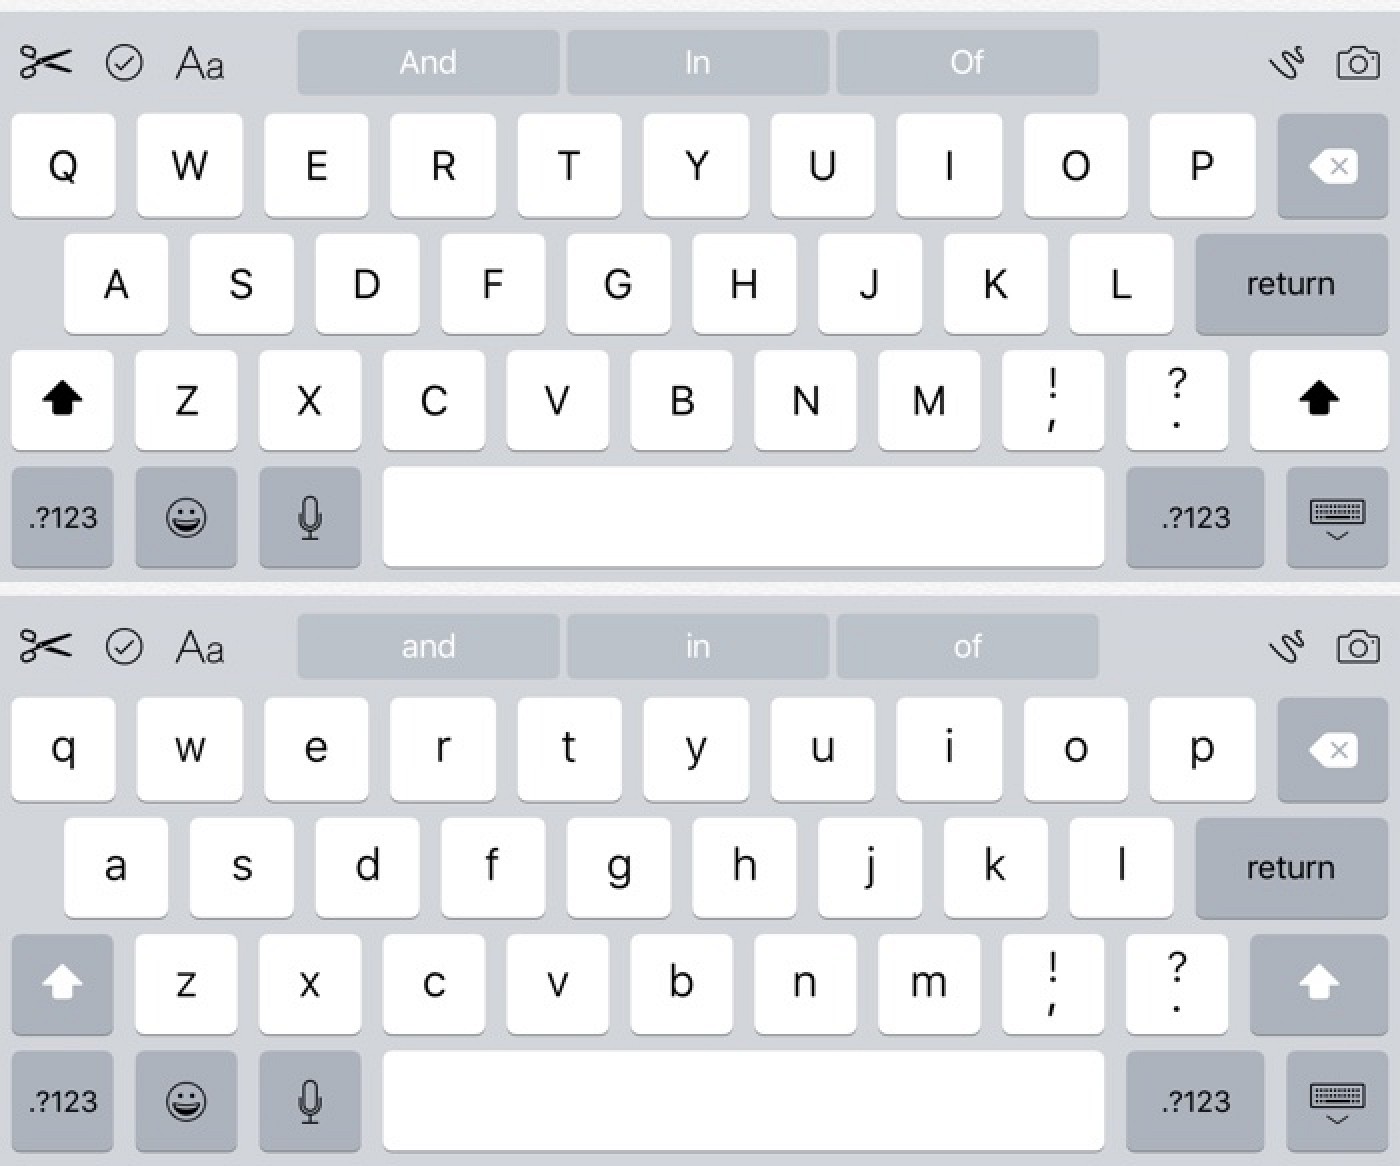 Aa And In Of
Q W E R T Y U I O P
A S D F G H J K L return
Z X C V B N M ! , ? .
.?123 .?123
Aa and in of
q w e r t y u i o p
a s d f g h j k l return
z x c v b n m ! , ? .
.?123 .?123